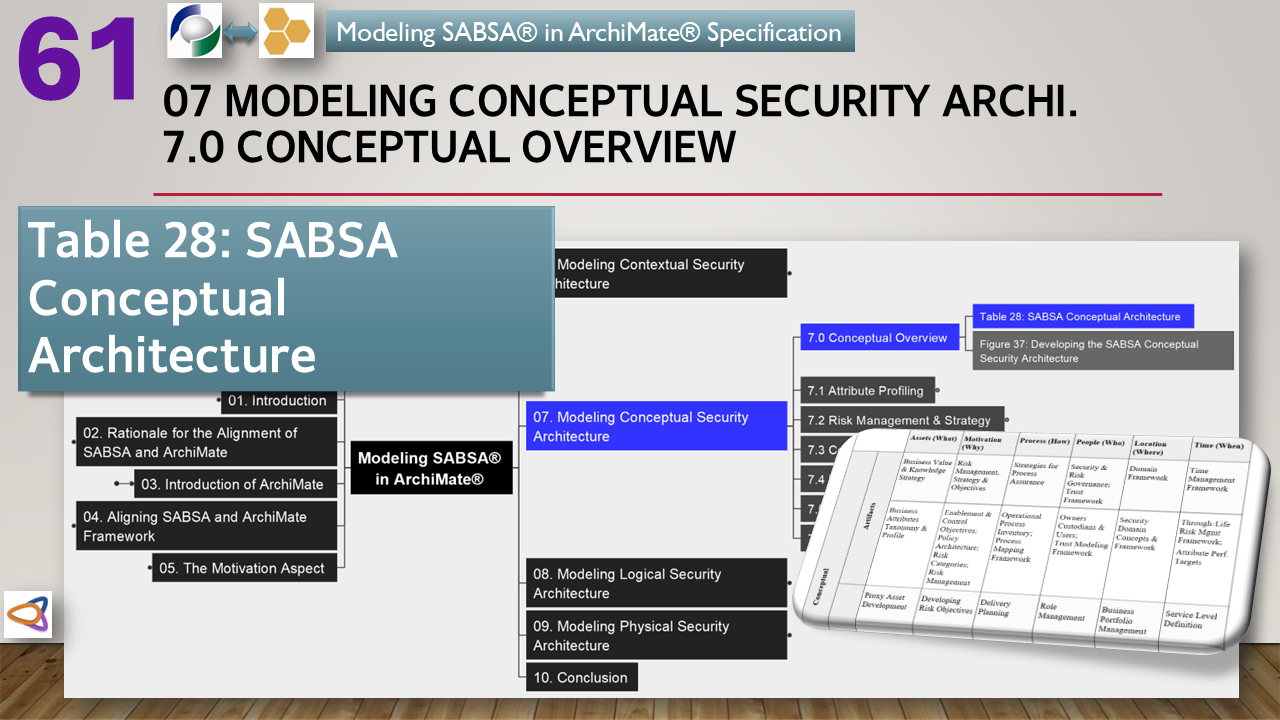 61
Modeling SABSA® in ArchiMate® Specification
07 MODELING CONCEPTUAL SECURITY ARCHI.
7.0 CONCEPTUAL OVERVIEW
Table 28: SABSA
Conceptual
Architecture
Modeling Contextual Security
hitecture
7.0 Conceptual Overview
Table 28: SABSA Conceptual Architecture
Figure 37: Developing the SABSA Conceptual
Security Architecture
01. Introduction
02. Rationale for the Alignment of
SABSA and ArchiMate
03. Introduction of ArchiMate
04. Aligning SABSA and ArchiMate
Framework
05. The Motivation Aspect
Modeling SABSA®
in ArchiMate®
07. Modeling Conceptual Security
Architecture
7.1 Attribute Profiling
7.2 Risk Management & Strategy
7.3 C
7.4
7.
08. Modeling Logical Security
Architecture
09. Modeling Physical Security
Architecture
10. Conclusion
Assets (What)
Motivation
(Why)
Process (How)
People (Who)
Location
(Where)
Time (When)
Conceptual
Artifacts
Business Value
& Knowledge
Strategy
Risk
Management,
Strategy &
Objectives
Strategies for
Process
Assurance
Security &
Risk
Governance;
Trust
Framework
Domain
Framework
Time
Management
Framework
Business
Attributes
Taxonomy &
Profile
Enablement &
Control
Objectives;
Policy
Architecture;
Risk
Categories;
Risk
Management
Operational
Process
Inventory;
Process
Mapping
Framework
Owners
Custodians &
Users;
Trust Modeling
Framework
Security
Domain
Concepts &
Framework
Through-Life
Risk Mgmt
Framework;
Attribute Perf.
Targets
Proxy Asset
Development
Developing
Risk Objectives
Delivery
Planning
Role
Management
Business
Portfolio
Management
Service Level
Definition